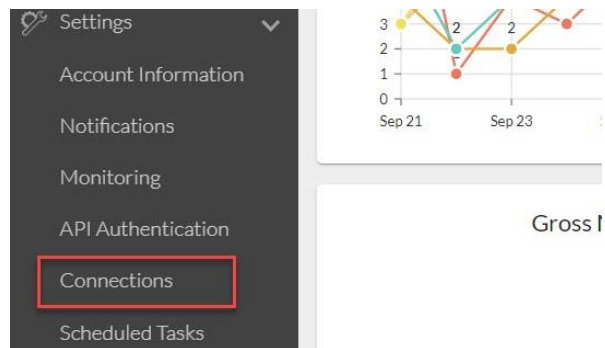 Settings
Account Information
Notifications
Monitoring
API Authentication
Connections
Scheduled Tasks
3
2
1
0
2
2
Sep 21
Sep 23
Gross